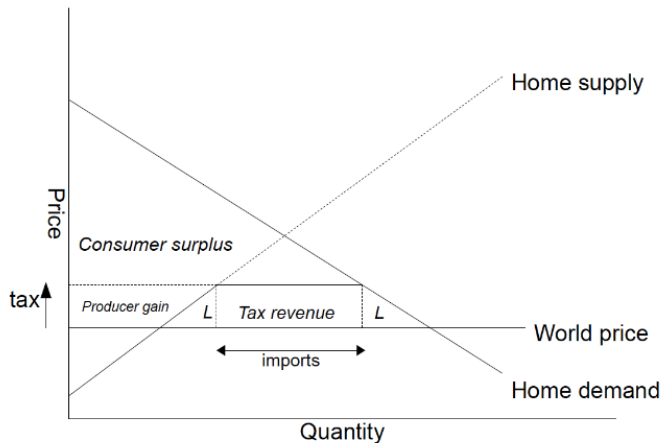 Home supply
Price
Consumer surplus
tax
Producer gain
L
Tax revenue
L
World price
imports
Home demand
Quantity